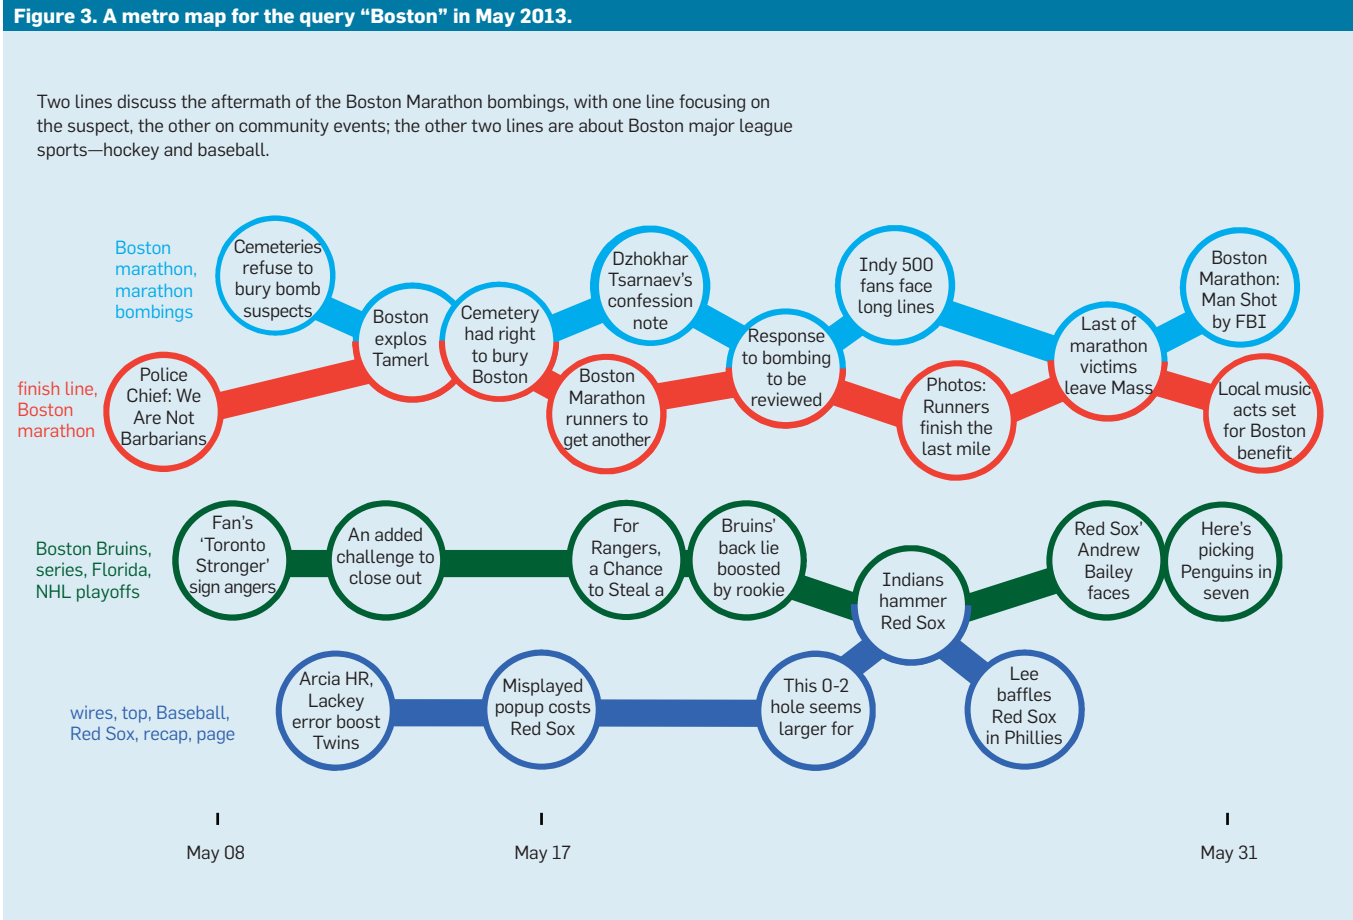 Figure 3. A metro map for the query “Boston” in May 2013.
Two lines discuss the aftermath of the Boston Marathon bombings, with one line focusing on
the suspect, the other on community events; the other two lines are about Boston major league
sports—hockey and baseball.
Boston
marathon,
marathon
bombings
Cemeteries
refuse to
bury bomb
suspects
Boston
explos
Tamerl
Cemetery
had right
to bury
Boston
Dzhokhar
Tsarnaev’s
confession
note
Response
to bombing
to be
reviewed
Indy 500
fans face
long lines
Last of
marathon
victims
leave Mass
Boston
Marathon:
Man Shot
by FBI
finish line,
Boston
marathon
Police
Chief: We
Are Not
Barbarians
Boston
Marathon
runners to
get another
Photos:
Runners
finish the
last mile
Local music
acts set
for Boston
benefit
Boston Bruins,
series, Florida,
NHL playoffs
Fan’s
‘Toronto
Stronger’
sign angers
An added
challenge to
close out
For
Rangers,
a Chance
to Steal a
Bruins’
back lie
boosted
by rookie
Indians
hammer
Red Sox
Red Sox’
Andrew
Bailey
faces
Here’s
picking
Penguins in
seven
wires, top, Baseball,
Red Sox, recap, page
Arcia HR,
Lackey
error boost
Twins
Misplayed
popup costs
Red Sox
This 0-2
hole seems
larger for
Lee
baffles
Red Sox
in Phillies
May 08
May 17
May 31